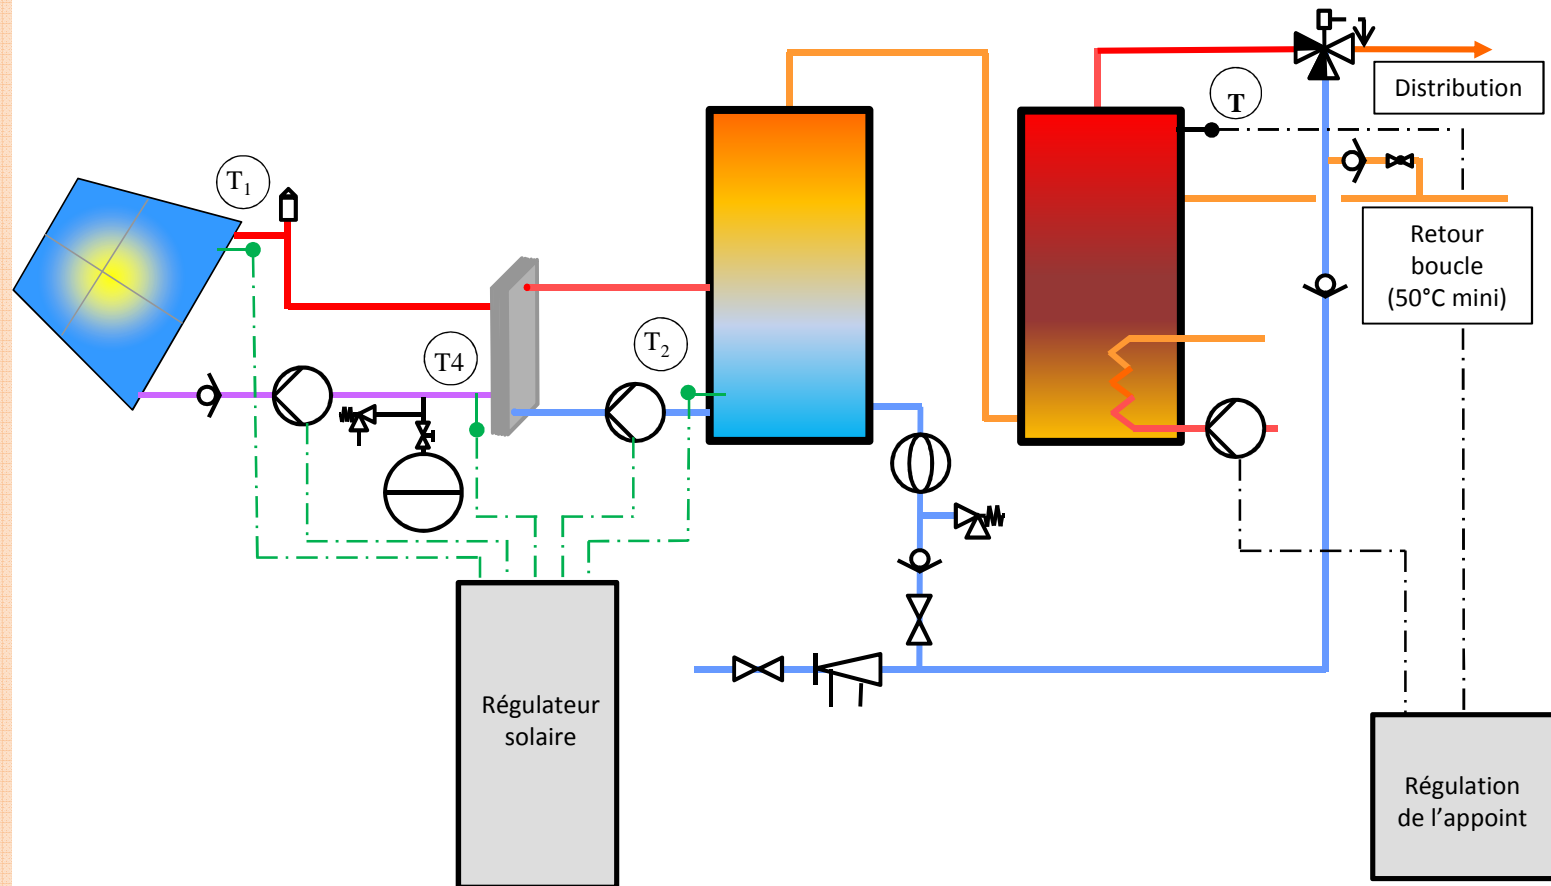 T
Distribution
T1
Retour
boucle
(50°C mini)
T4
T2
Régulateur
solaire
Régulation
de l'appoint